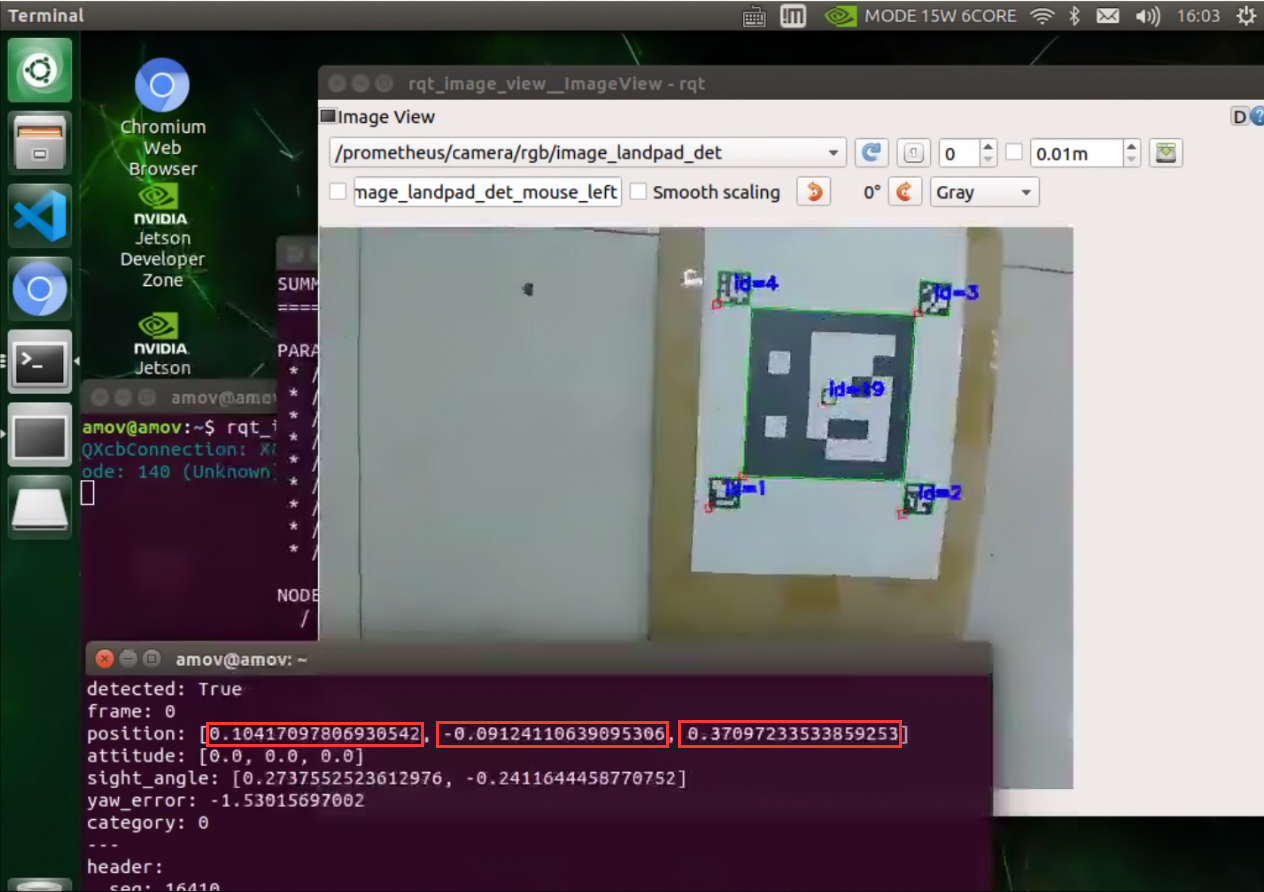 Terminal
MODE 15W 6CORE 16:03
Chromium
Web
Browser
NVIDIA
Jetson
Developer
Zone
NVIDIA
Jetson
rqt_image_view__ImageView - rqt
Image View
D
/prometheus/camera/rgb/image_landpad_det
0
0.01m
mage_landpad_det_mouse_left
Smooth scaling
0°
Gray
id=4
id=3
id=19
id=1
id=2
SUMM
====
PARA
* /
* /
* /
* /
* /
* /
* /
* /
* /
NODE
/
amov@amov
amov@amov:~$ rqt_i
QXcbConnection: XC
ode: 140 (Unknown)
amov@amov: ~
detected: True
frame: 0
position: [0.10417097806930542, -0.09124110639095306, 0.37097233533859253]
attitude: [0.0, 0.0, 0.0]
sight_angle: [0.2737552523612976, -0.2411644458770752]
yaw_error: -1.53015697002
category: 0
---
header:
seq: 16410